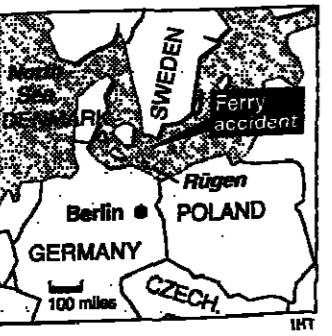 North
Sea
DENMARK
SWEDEN
Ferry
accident
Rügen
Berlin
POLAND
GERMANY
100 miles
CZECH.
IHT